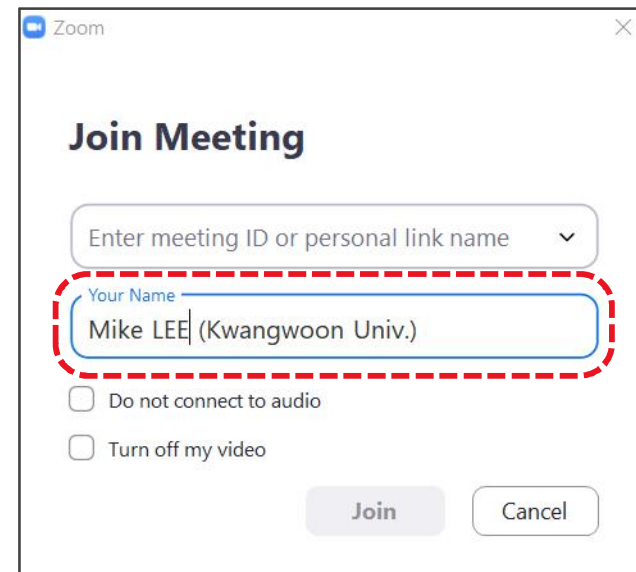 Zoom
Join Meeting
Enter meeting ID or personal link name
Your Name
Mike LEE (Kwangwoon Univ.)
Do not connect to audio
Turn off my video
Join Cancel